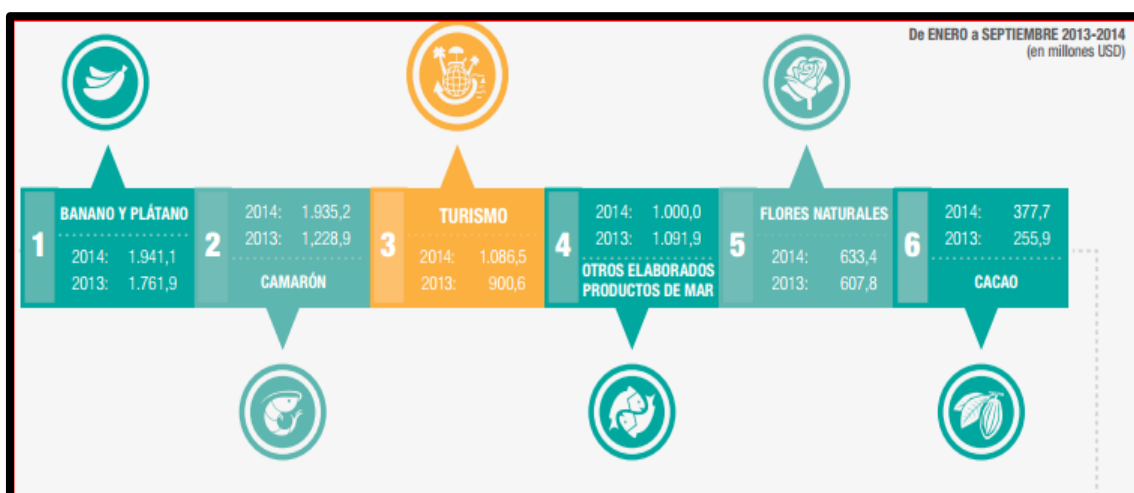 De ENERO a SEPTIEMBRE 2013-2014
(en millones USD)
1
BANANO Y PLÁTANO
2014: 1.941,1
2013: 1.761,9
2
2014: 1.935,2
2013: 1,228,9
CAMARÓN
3
TURISMO
2014: 1.086,5
2013: 900,6
4
2014: 1.000,0
2013: 1.091,9
OTROS ELABORADOS
PRODUCTOS DE MAR
5
FLORES NATURALES
2014: 633,4
2013: 607,8
6
2014: 377,7
2013: 255,9
CACAO